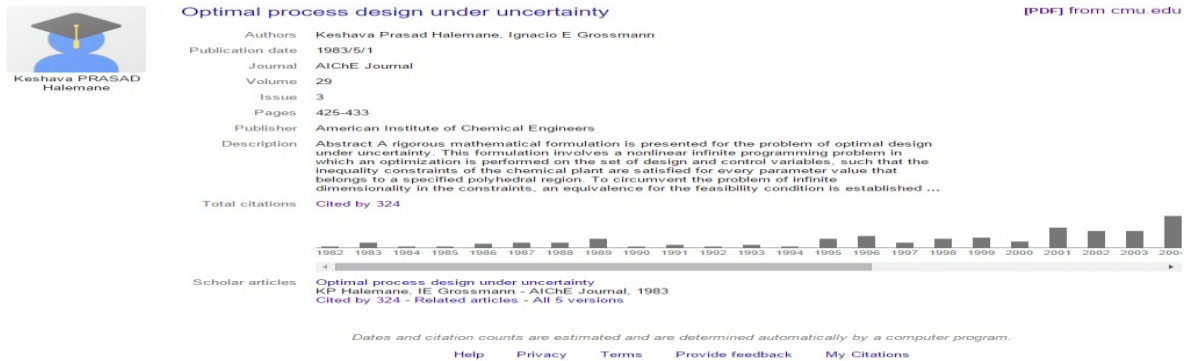 Optimal process design under uncertainty
[PDF] from cmu.edu
Keshava PRASAD
Halemane
Authors Keshava Prasad Halemane, Ignacio E Grossmann
Publication date 1983/5/1
Journal AIChE Journal
Volume 29
Issue 3
Pages 425-433
Publisher American Institute of Chemical Engineers
Description Abstract A rigorous mathematical formulation is presented for the problem of optimal design
under uncertainty. This formulation involves a nonlinear infinite programming problem in
which an optimization is performed on the set of design and control variables, such that the
inequality constraints of the chemical plant are satisfied for every parameter value that
belongs to a specified polyhedral region. To circumvent the problem of infinite
dimensionality in the constraints, an equivalence for the feasibility condition is established ...
Total citations Cited by 324
1982 1983 1984 1985 1986 1987 1988 1989 1990 1991 1992 1993 1994 1995 1996 1997 1998 1999 2000 2001 2002 2003 200
Scholar articles Optimal process design under uncertainty
KP Halemane, IE Grossmann - AIChE Journal, 1983
Cited by 324 - Related articles - All 5 versions
Dates and citation counts are estimated and are determined automatically by a computer program.
Help Privacy Terms Provide feedback My Citations